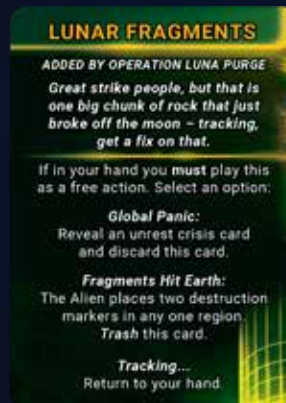 LUNAR FRAGMENTS
ADDED BY OPERATION LUNA PURGE
Great strike people, but that is
one big chunk of rock that just
broke off the moon – tracking,
get a fix on that.
If in your hand you must play this
as a free action. Select an option:
Global Panic:
Reveal an unrest crisis card
and discard this card.
Fragments Hit Earth:
The Alien places two destruction
markers in any one region.
Trash this card.
Tracking...
Return to your hand